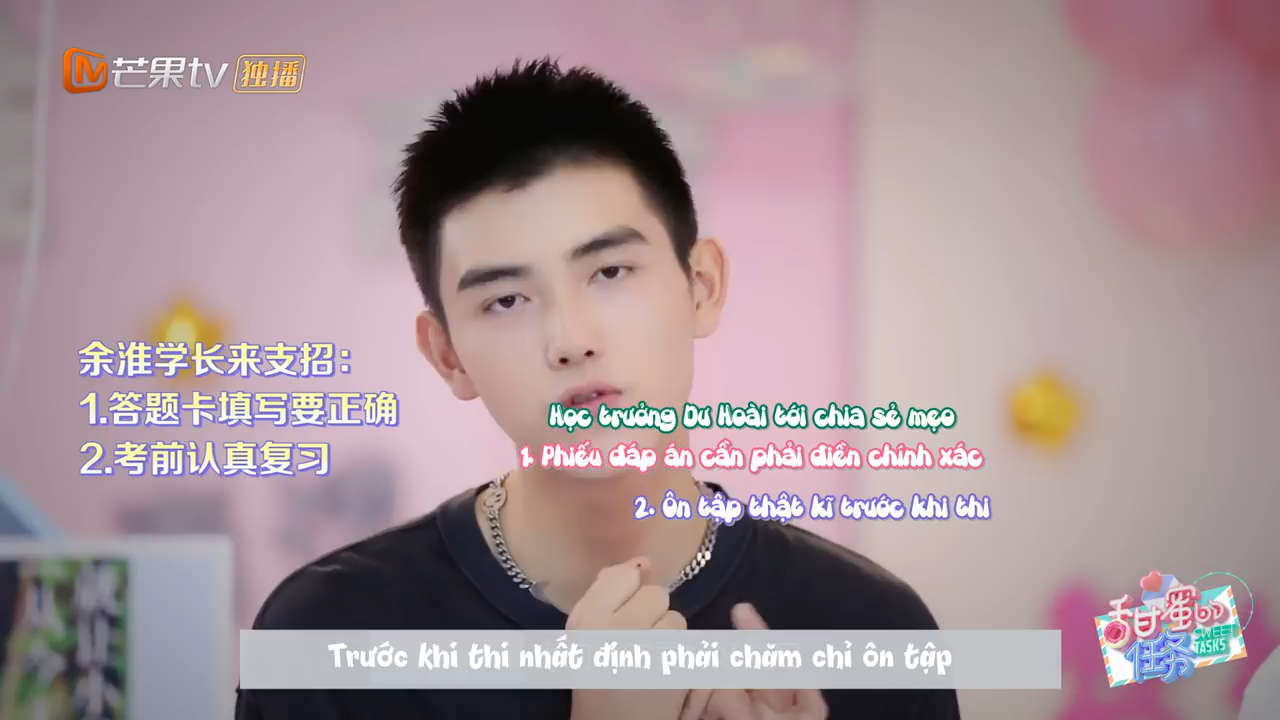 芒果tv 独播
余淮学长来支招：
1.答题卡填写要正确
2.考前认真复习
Học trưởng Dư Hoài tới chia sẻ mẹo
1. Phiếu đáp án cần phải điền chính xác
2. Ôn tập thật kĩ trước khi thi
Trước khi thi nhất định phải chăm chỉ ôn tập
甜蜜的
任务
SWEET
TASKS